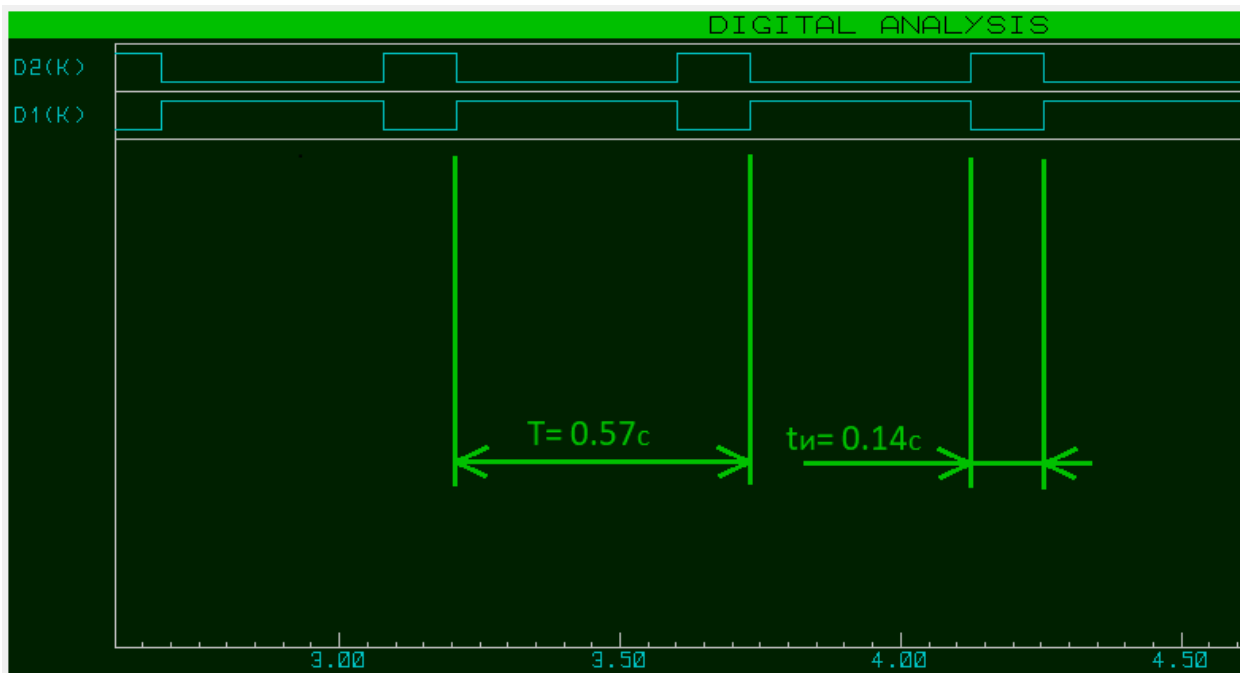 DIGITAL ANALYSIS
D2(K)
D1(K)
T= 0.57с
tи= 0.14с
3.00 3.50 4.00 4.50